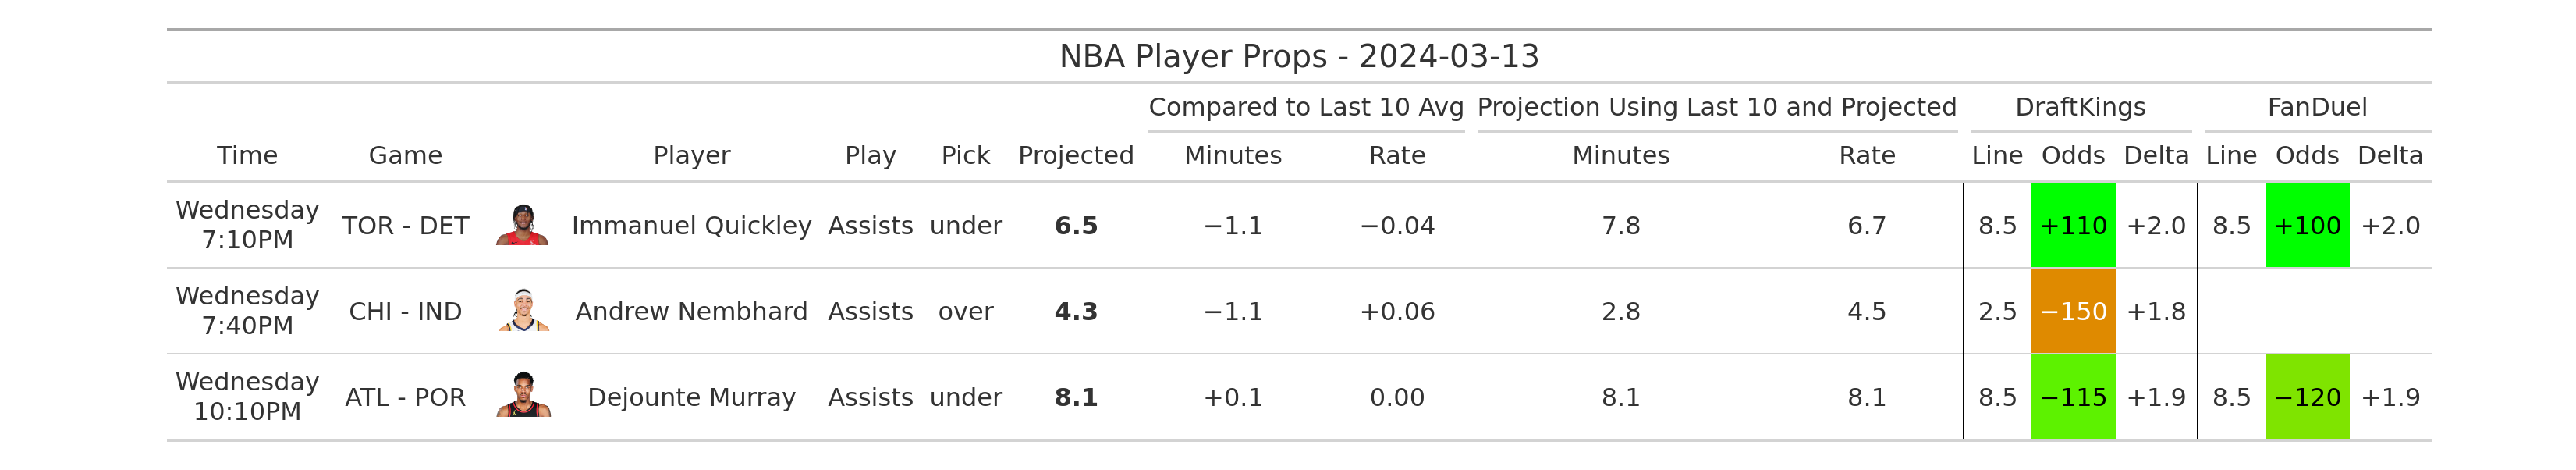 NBA Player Props - 2024-03-13
Compared to Last 10 Avg Projection Using Last 10 and Projected DraftKings FanDuel
Time Game Player Play Pick Projected Minutes Rate Minutes Rate Line Odds Delta Line Odds Delta
Wednesday
7:10PM TOR - DET Immanuel Quickley Assists under 6.5 −1.1 −0.04 7.8 6.7 8.5 +110 +2.0 8.5 +100 +2.0
Wednesday
7:40PM CHI - IND Andrew Nembhard Assists over 4.3 −1.1 +0.06 2.8 4.5 2.5 −150 +1.8
Wednesday
10:10PM ATL - POR Dejounte Murray Assists under 8.1 +0.1 0.00 8.1 8.1 8.5 −115 +1.9 8.5 −120 +1.9